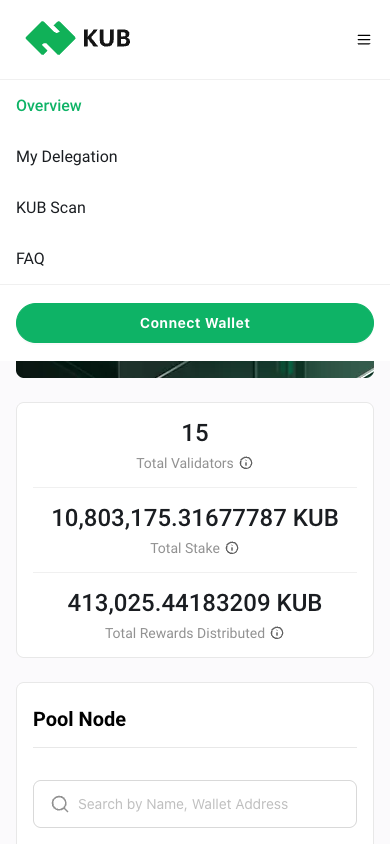 KUB
Overview
My Delegation
KUB Scan
FAQ
Connect Wallet
15
Total Validators
10,803,175.31677787 KUB
Total Stake
413,025.44183209 KUB
Total Rewards Distributed
Pool Node
Search by Name, Wallet Address